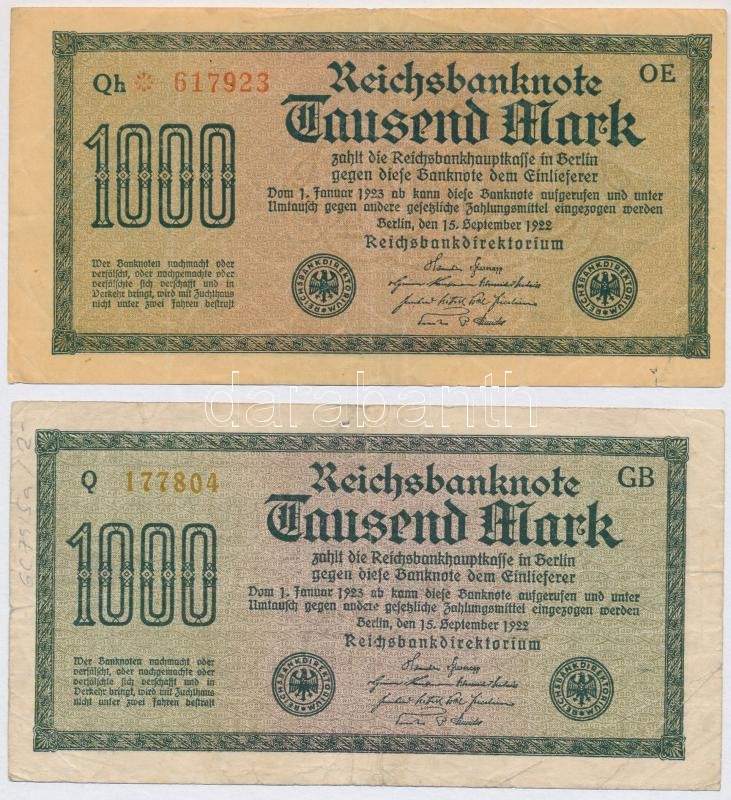 Qh * 617923
Reichsbanknote
OE
1000
Tausend Mark
zahlt die Reichsbankhauptkasse in Berlin
gegen diese Banknote dem Einlieferer
Vom 1. Januar 1923 ab kann diese Banknote aufgerufen und unter
Umtausch gegen andere gesetzliche Zahlungsmittel eingezogen werden
Berlin, den 15. September 1922
Reichsbankdirektorium
Wer Banknoten nachmacht oder
verfälscht, oder nachgemachte oder
verfälschte sich verschafft und in
Verkehr bringt, wird mit Zuchthaus
nicht unter zwei Jahren bestraft
REICHSBANKDIREKTORIUM
REICHSBANKDIREKTORIUM
darabanth
Q 177804
Reichsbanknote
GB
1000
Tausend Mark
zahlt die Reichsbankhauptkasse in Berlin
gegen diese Banknote dem Einlieferer
Vom 1. Januar 1923 ab kann diese Banknote aufgerufen und unter
Umtausch gegen andere gesetzliche Zahlungsmittel eingezogen werden
Berlin, den 15. September 1922
Reichsbankdirektorium
Wer Banknoten nachmacht oder
verfälscht, oder nachgemachte oder
verfälschte sich verschafft und in
Verkehr bringt, wird mit Zuchthaus
nicht unter zwei Jahren bestraft
REICHSBANKDIREKTORIUM
REICHSBANKDIREKTORIUM